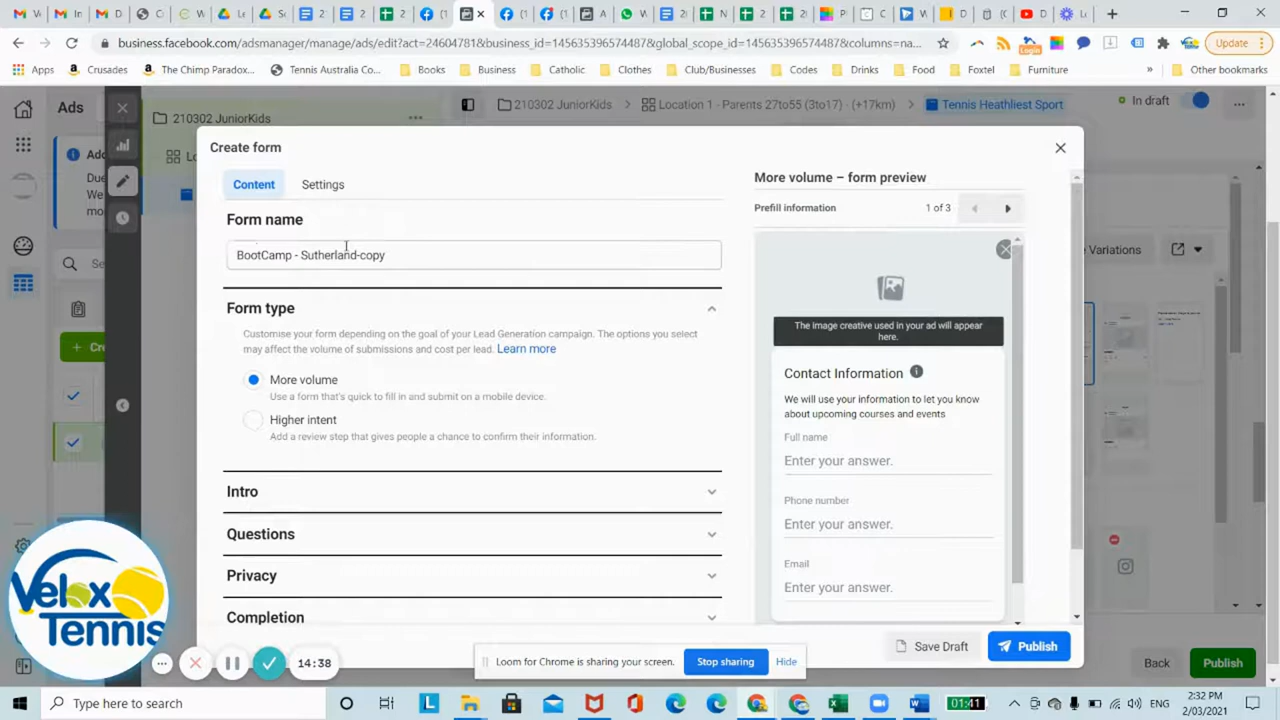 Update
business.facebook.com/adsmanager/manage/ads/edit?act=24604781&business_id=145635396574487&global_scope_id=145635396574487&columns=na...
Login
Apps
Crusades
The Chimp Paradox...
Tennis Australia Co...
Books
Business
Catholic
Clothes
Club/Businesses
Codes
Drinks
Food
Foxtel
Furniture
»
Other bookmarks
Ads
210302 JuniorKids
210302 JuniorKids
Location 1 - Parents 27to55 (3to17) · (+17km)
Tennis Heathliest Sport
In draft
Create form
Content
Settings
Form name
BootCamp - Sutherland-copy
Form type
Customise your form depending on the goal of your Lead Generation campaign. The options you select
may affect the volume of submissions and cost per lead. Learn more
More volume
Use a form that's quick to fill in and submit on a mobile device.
Higher intent
Add a review step that gives people a chance to confirm their information.
Intro
Questions
Privacy
Completion
More volume – form preview
Prefill information
1 of 3
The image creative used in your ad will appear
here.
Contact Information
We will use your information to let you know
about upcoming courses and events
Full name
Enter your answer.
Phone number
Enter your answer.
Email
Enter your answer.
Variations
Save Draft
Publish
Back
Publish
Velox
Tennis
14:38
Loom for Chrome is sharing your screen.
Stop sharing
Hide
Type here to search
01:41
2:32 PM
2/03/2021